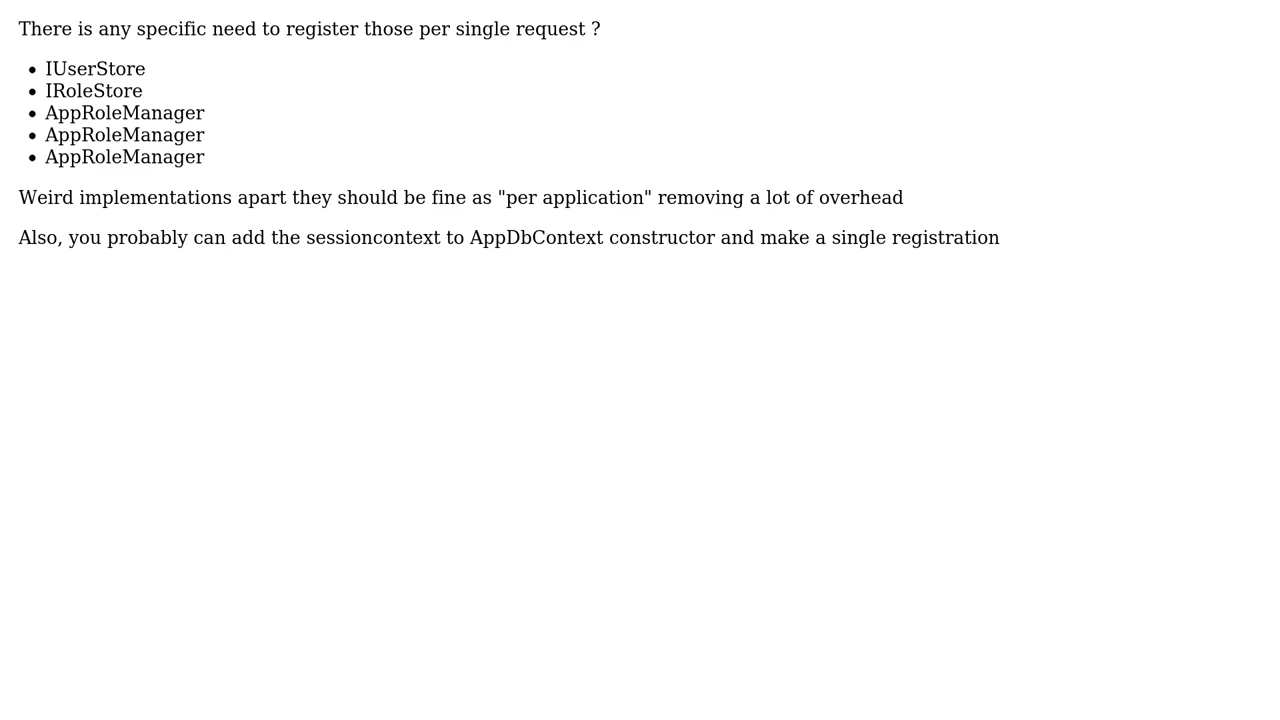 There is any specific need to register those per single request ?
• IUserStore
• IRoleStore
• AppRoleManager
• AppRoleManager
• AppRoleManager
Weird implementations apart they should be fine as "per application" removing a lot of overhead
Also, you probably can add the sessioncontext to AppDbContext constructor and make a single registration